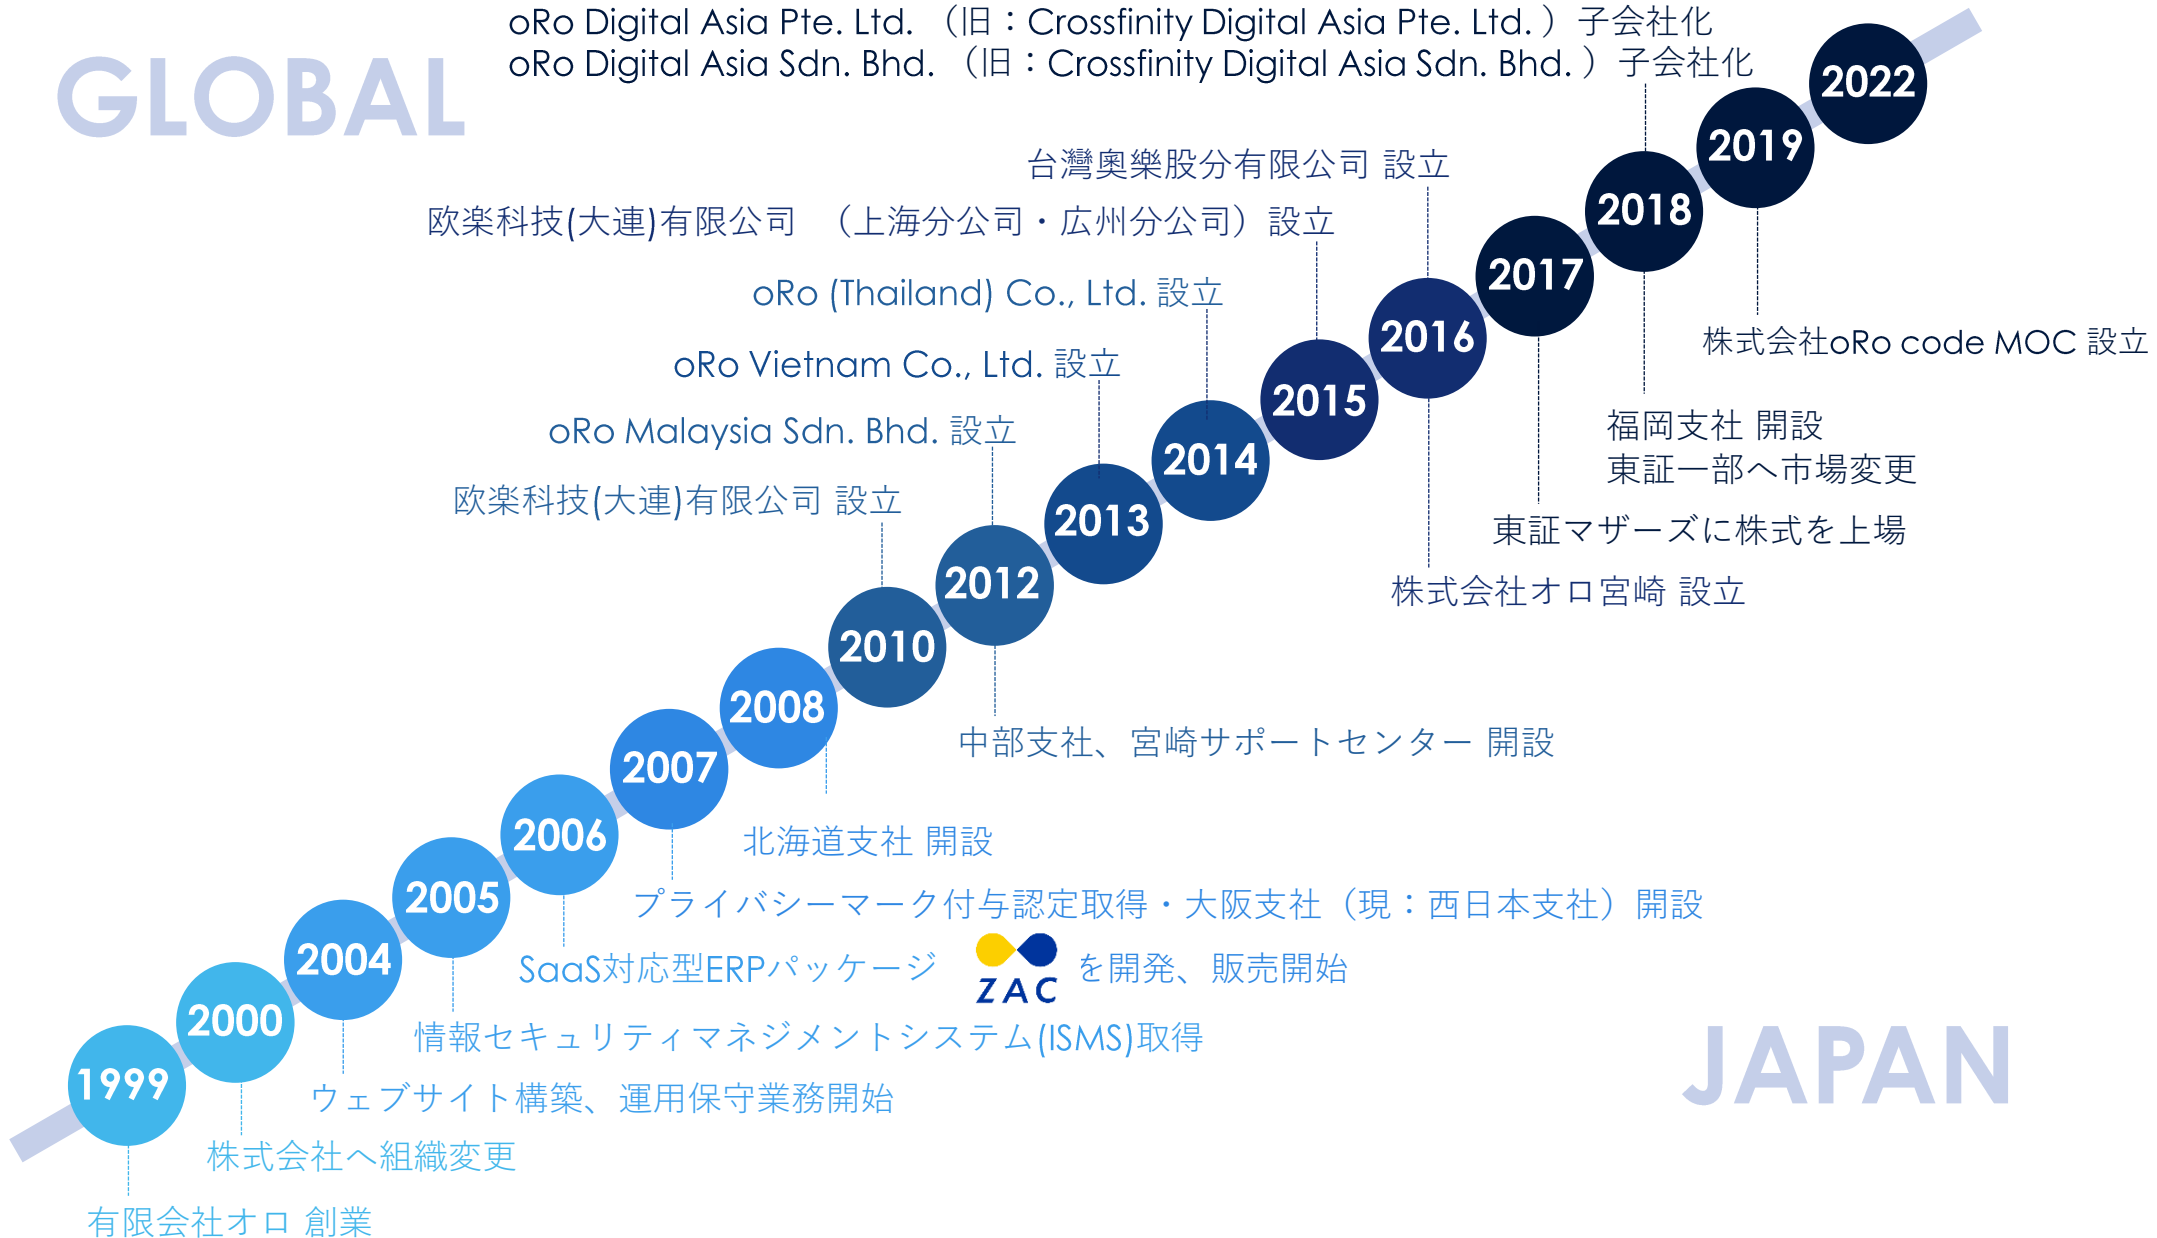 GLOBAL
oRo Digital Asia Pte. Ltd. （旧：Crossfinity Digital Asia Pte. Ltd. ）子会社化
oRo Digital Asia Sdn. Bhd. （旧：Crossfinity Digital Asia Sdn. Bhd. ）子会社化
台灣奧樂股分有限公司 設立
欧楽科技(大連)有限公司 （上海分公司・広州分公司）設立
oRo (Thailand) Co., Ltd. 設立
oRo Vietnam Co., Ltd. 設立
oRo Malaysia Sdn. Bhd. 設立
欧楽科技(大連)有限公司 設立
2022
2019
2018
2017
2016
2015
2014
2013
2012
2010
2008
2007
2006
2005
2004
2000
1999
株式会社oRo code MOC 設立
福岡支社 開設
東証一部へ市場変更
東証マザーズに株式を上場
株式会社オロ宮崎 設立
中部支社、宮崎サポートセンター 開設
北海道支社 開設
プライバシーマーク付与認定取得・大阪支社（現：西日本支社）開設
SaaS対応型ERPパッケージ ZAC を開発、販売開始
情報セキュリティマネジメントシステム(ISMS)取得
ウェブサイト構築、運用保守業務開始
株式会社へ組織変更
有限会社オロ 創業
JAPAN